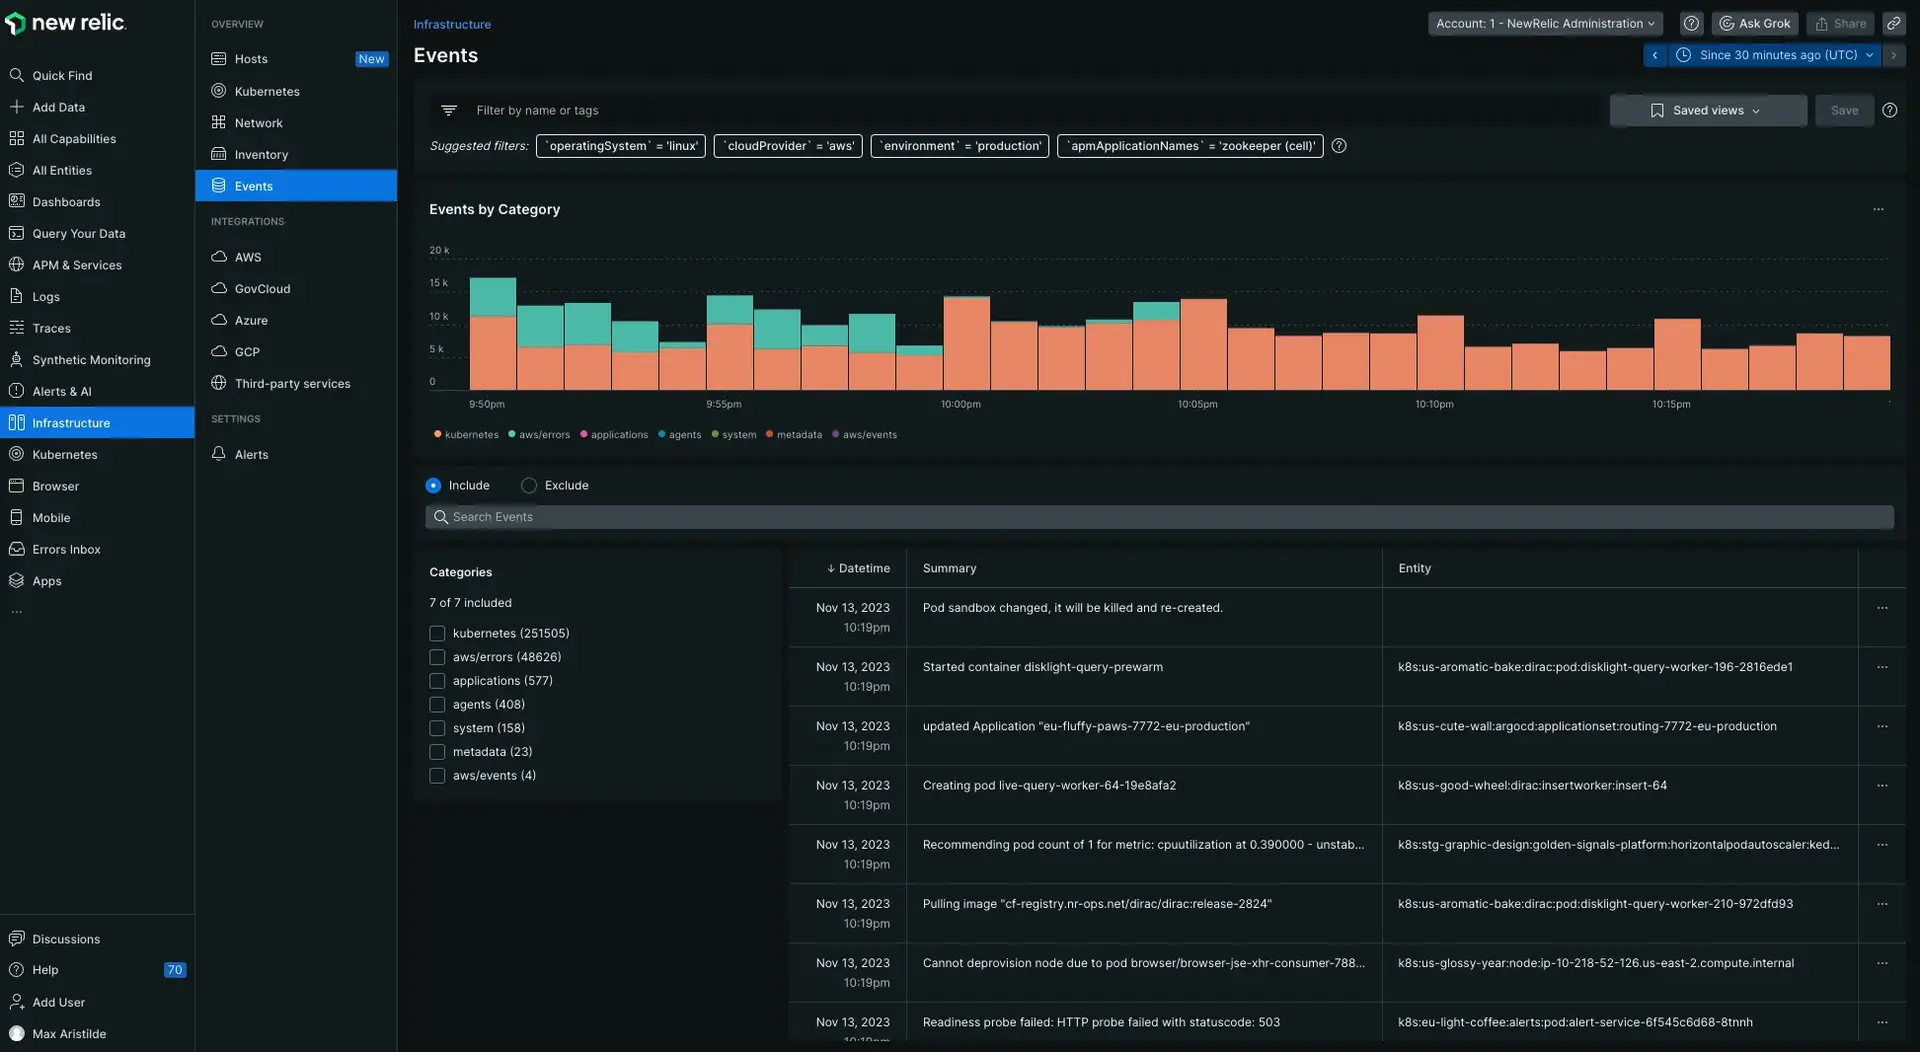 new relic.
Quick Find
Add Data
All Capabilities
All Entities
Dashboards
Query Your Data
APM & Services
Logs
Traces
Synthetic Monitoring
Alerts & AI
Infrastructure
Kubernetes
Browser
Mobile
Errors Inbox
Apps
...
Discussions
Help 70
Add User
Max Aristilde
OVERVIEW
Hosts New
Kubernetes
Network
Inventory
Events
INTEGRATIONS
AWS
GovCloud
Azure
GCP
Third-party services
SETTINGS
Alerts
Infrastructure
Account: 1 - NewRelic Administration
Ask Grok
Share
Events
Since 30 minutes ago (UTC)
Filter by name or tags
Saved views
Save
Suggested filters: `operatingSystem` = 'linux' `cloudProvider` = 'aws' `environment` = 'production' `apmApplicationNames` = 'zookeeper (cell)'
Events by Category
...
20 k
15 k
10 k
5 k
0
9:50pm 9:55pm 10:00pm 10:05pm 10:10pm 10:15pm
kubernetes aws/errors applications agents system metadata aws/events
Include Exclude
Search Events
Categories
7 of 7 included
kubernetes (251505)
aws/errors (48626)
applications (577)
agents (408)
system (158)
metadata (23)
aws/events (4)
Datetime Summary Entity
Nov 13, 2023 Pod sandbox changed, it will be killed and re-created. ...
10:19pm
Nov 13, 2023 Started container disklight-query-prewarm k8s:us-aromatic-bake:dirac:pod:disklight-query-worker-196-2816ede1 ...
10:19pm
Nov 13, 2023 updated Application "eu-fluffy-paws-7772-eu-production" k8s:us-cute-wall:argocd:applicationset:routing-7772-eu-production ...
10:19pm
Nov 13, 2023 Creating pod live-query-worker-64-19e8afa2 k8s:us-good-wheel:dirac:insertworker:insert-64 ...
10:19pm
Nov 13, 2023 Recommending pod count of 1 for metric: cpuutilization at 0.390000 - unstab... k8s:stg-graphic-design:golden-signals-platform:horizontalpodautoscaler:ked... ...
10:19pm
Nov 13, 2023 Pulling image "cf-registry.nr-ops.net/dirac/dirac:release-2824" k8s:us-aromatic-bake:dirac:pod:disklight-query-worker-210-972dfd93 ...
10:19pm
Nov 13, 2023 Cannot deprovision node due to pod browser/browser-jse-xhr-consumer-788... k8s:us-glossy-year:node:ip-10-218-52-126.us-east-2.compute.internal ...
10:19pm
Nov 13, 2023 Readiness probe failed: HTTP probe failed with statuscode: 503 k8s:eu-light-coffee:alerts:pod:alert-service-6f545c6d68-8tnnh ...
10:19pm